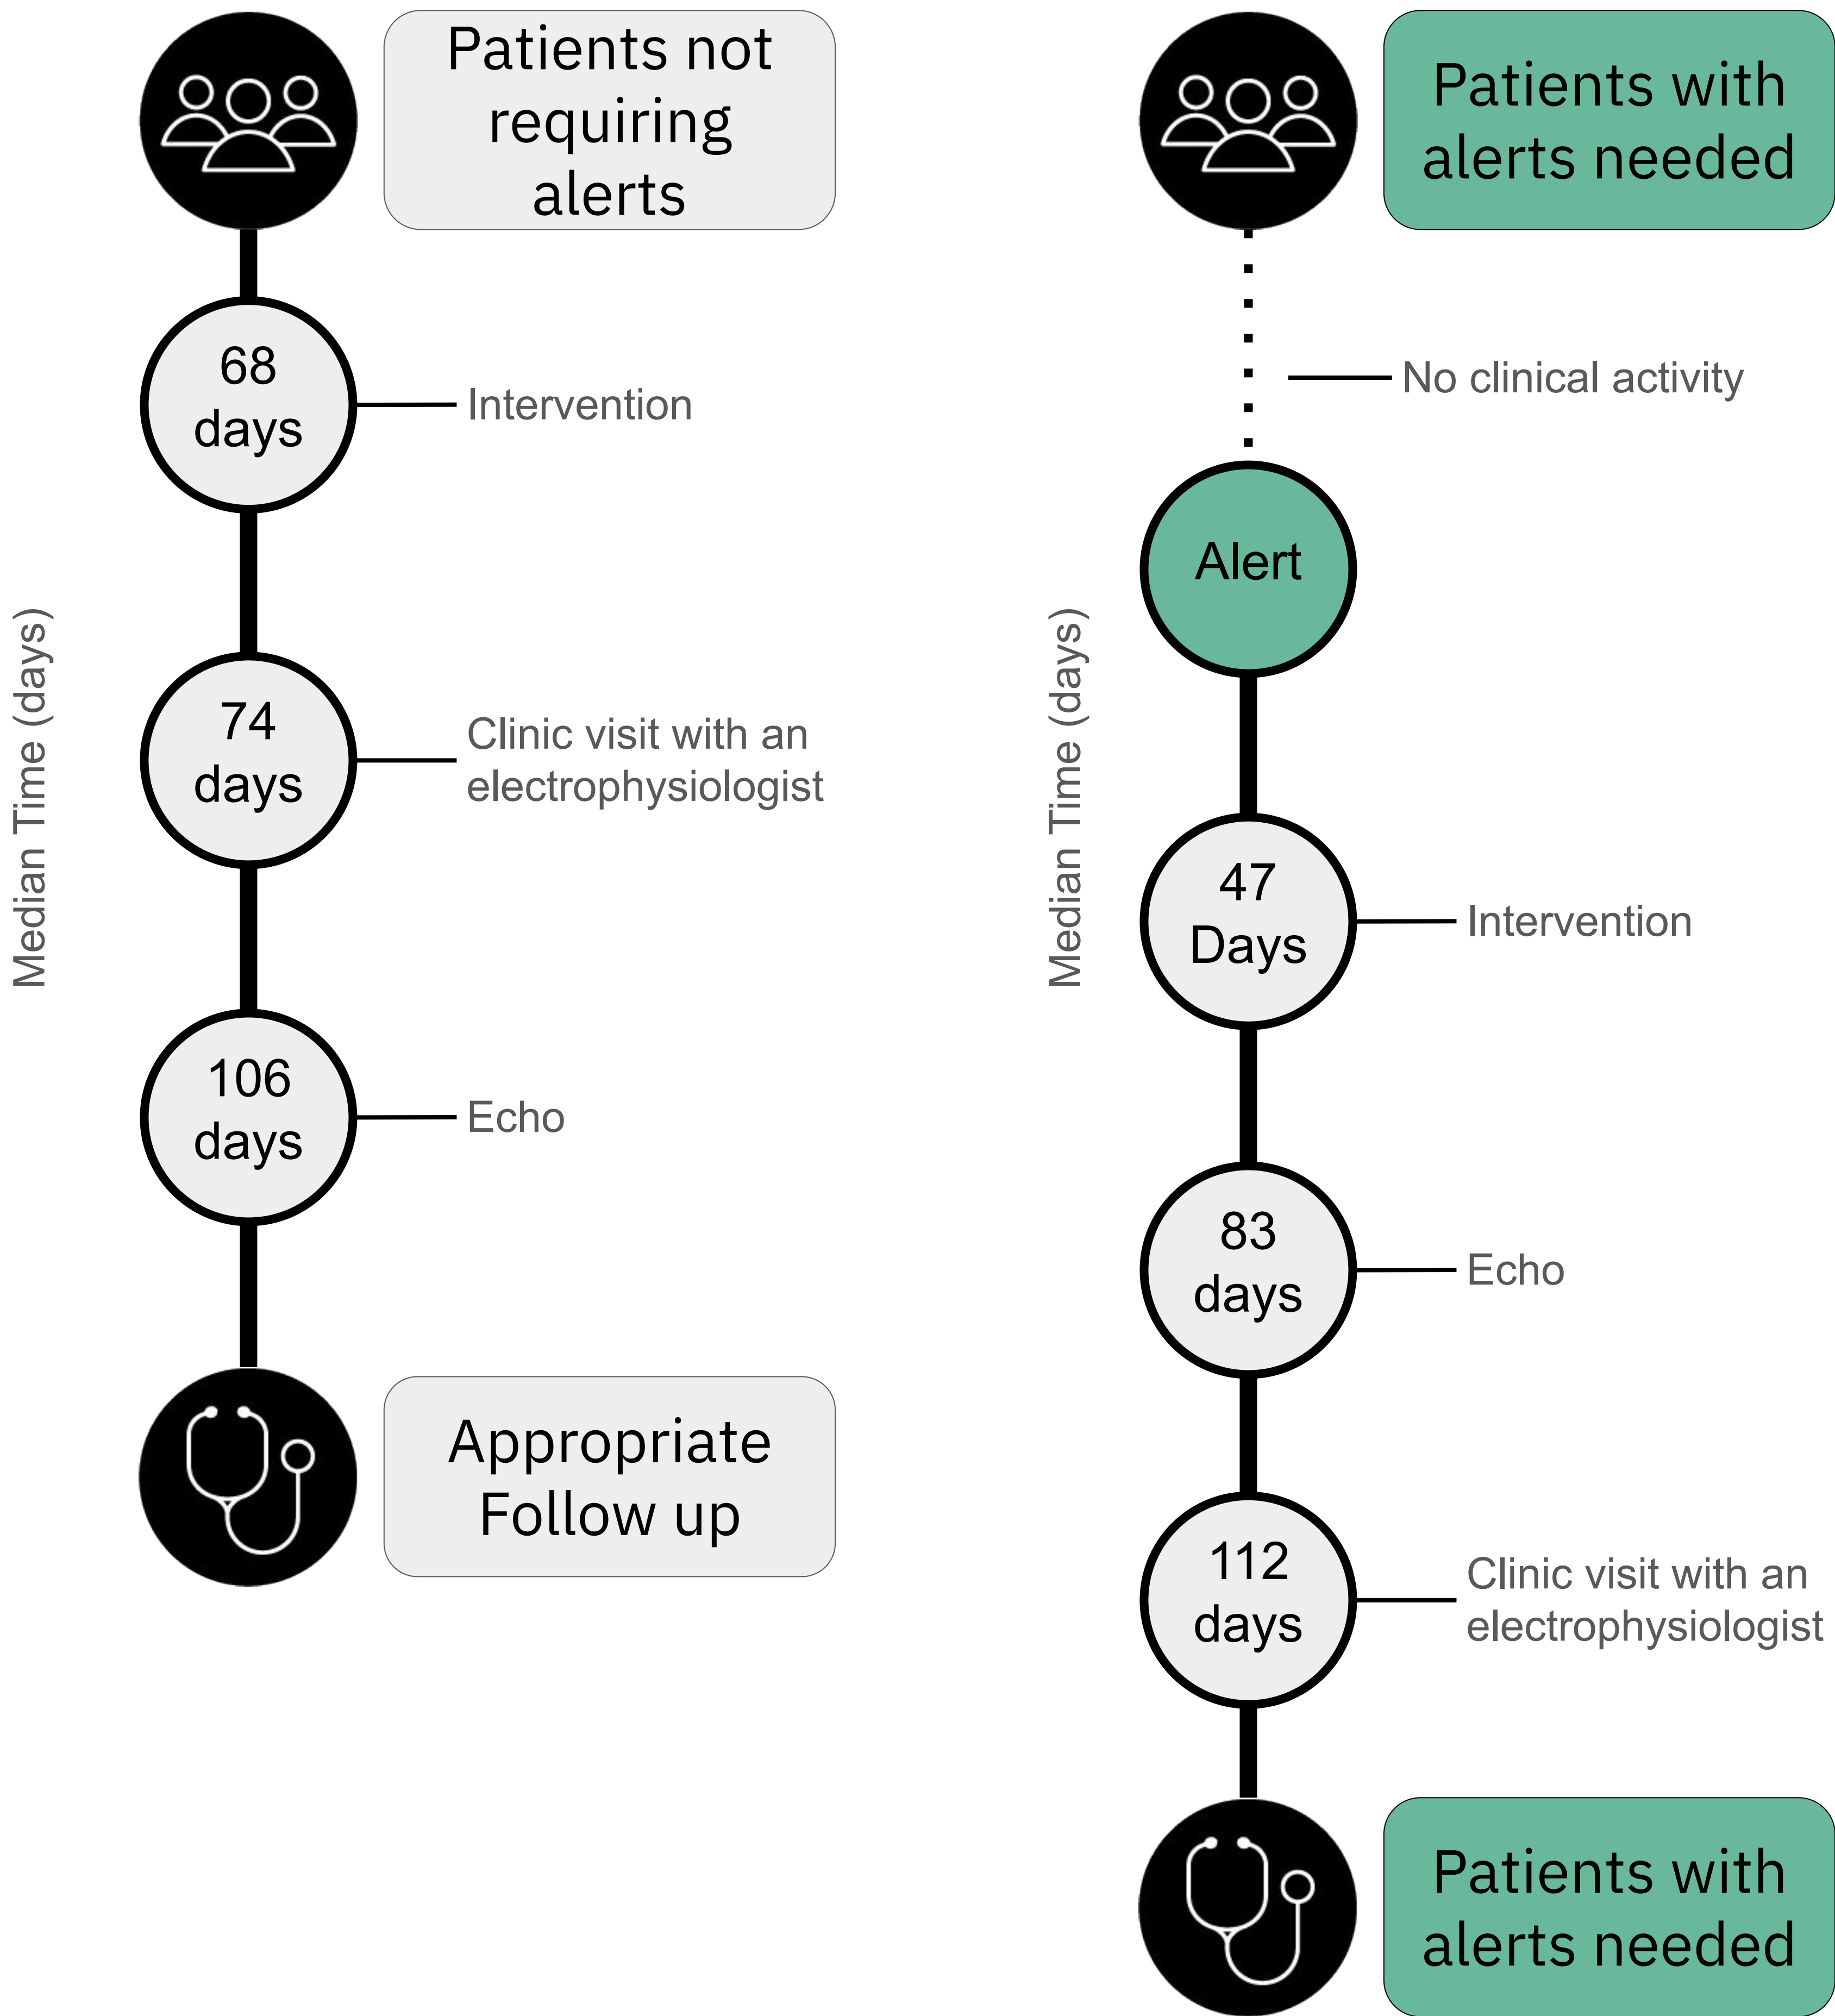 Patients not
requiring
alerts
68
days
Intervention
Median Time (days)
74
days
Clinic visit with an
electrophysiologist
106
days
Echo
Appropriate
Follow up
Patients with
alerts needed
No clinical activity
Alert
Median Time (days)
47
Days
Intervention
83
days
Echo
112
days
Clinic visit with an
electrophysiologist
Patients with
alerts needed